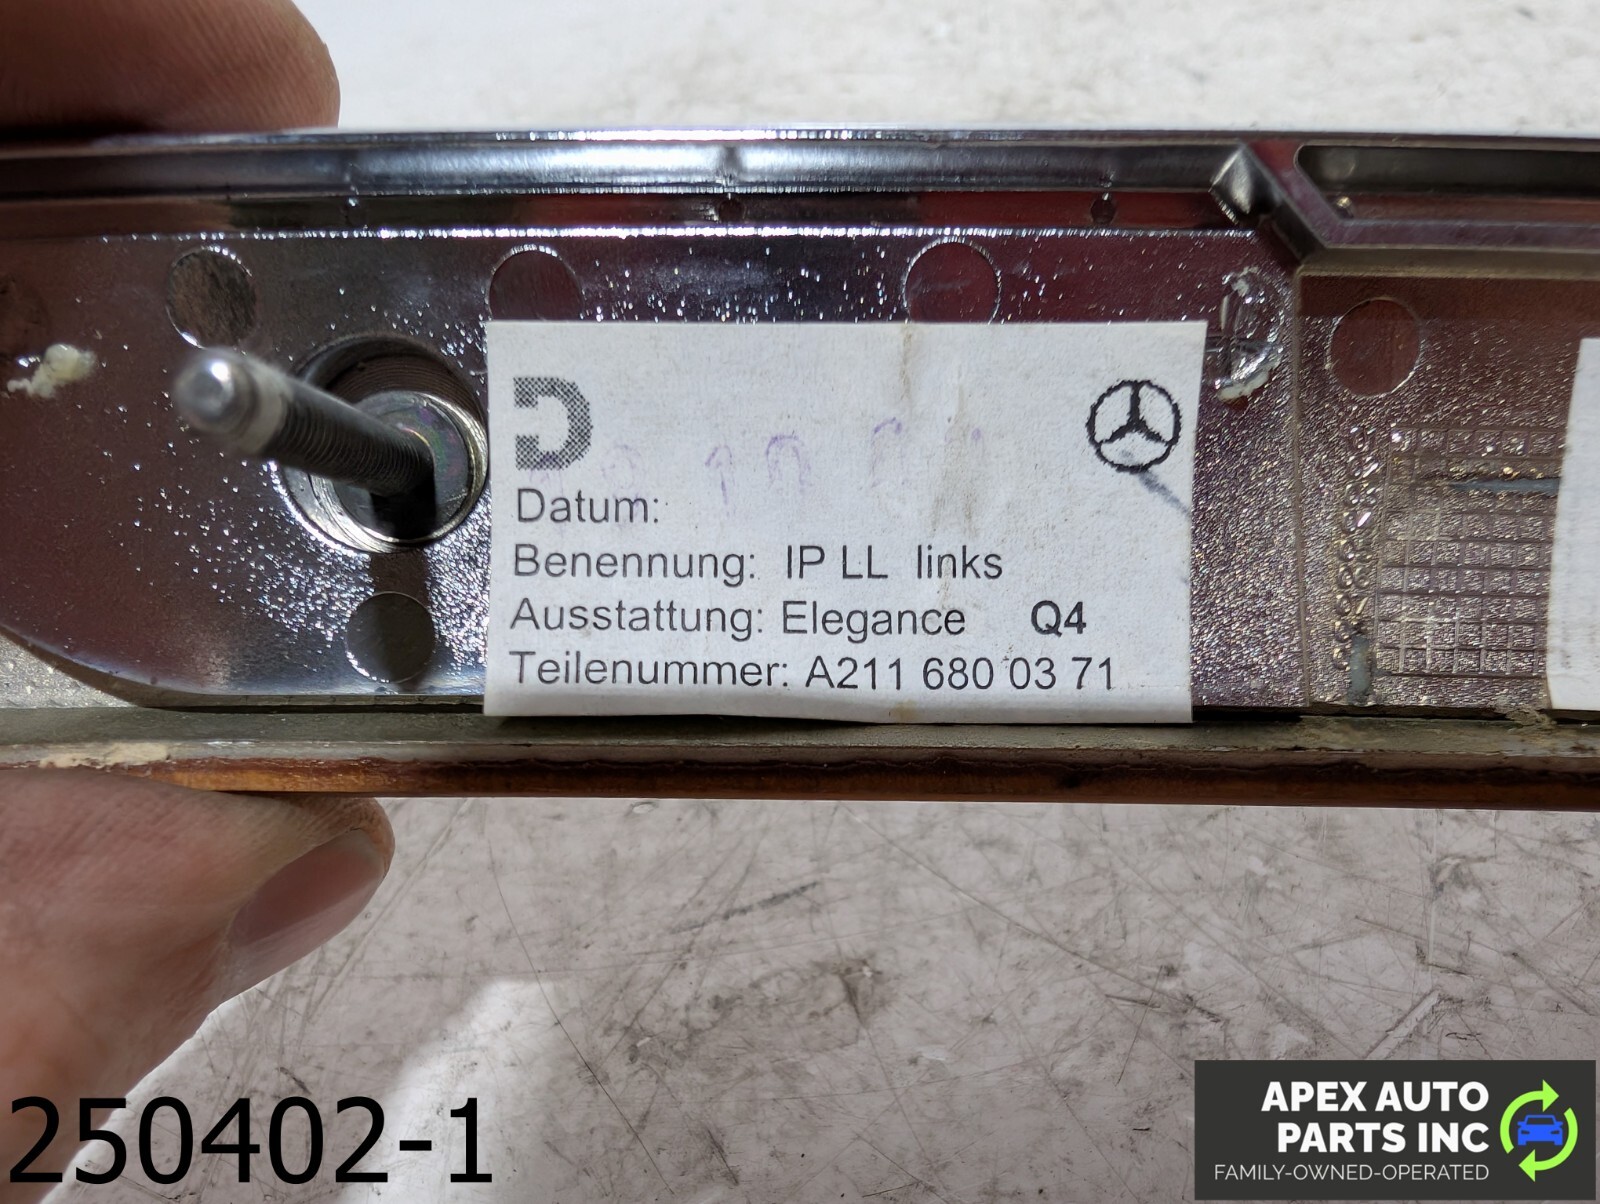 D
Datum:
Benennung: IP LL links
Ausstattung: Elegance Q4
Teilenummer: A211 680 03 71
250402-1
APEX AUTO
PARTS INC
FAMILY-OWNED-OPERATED